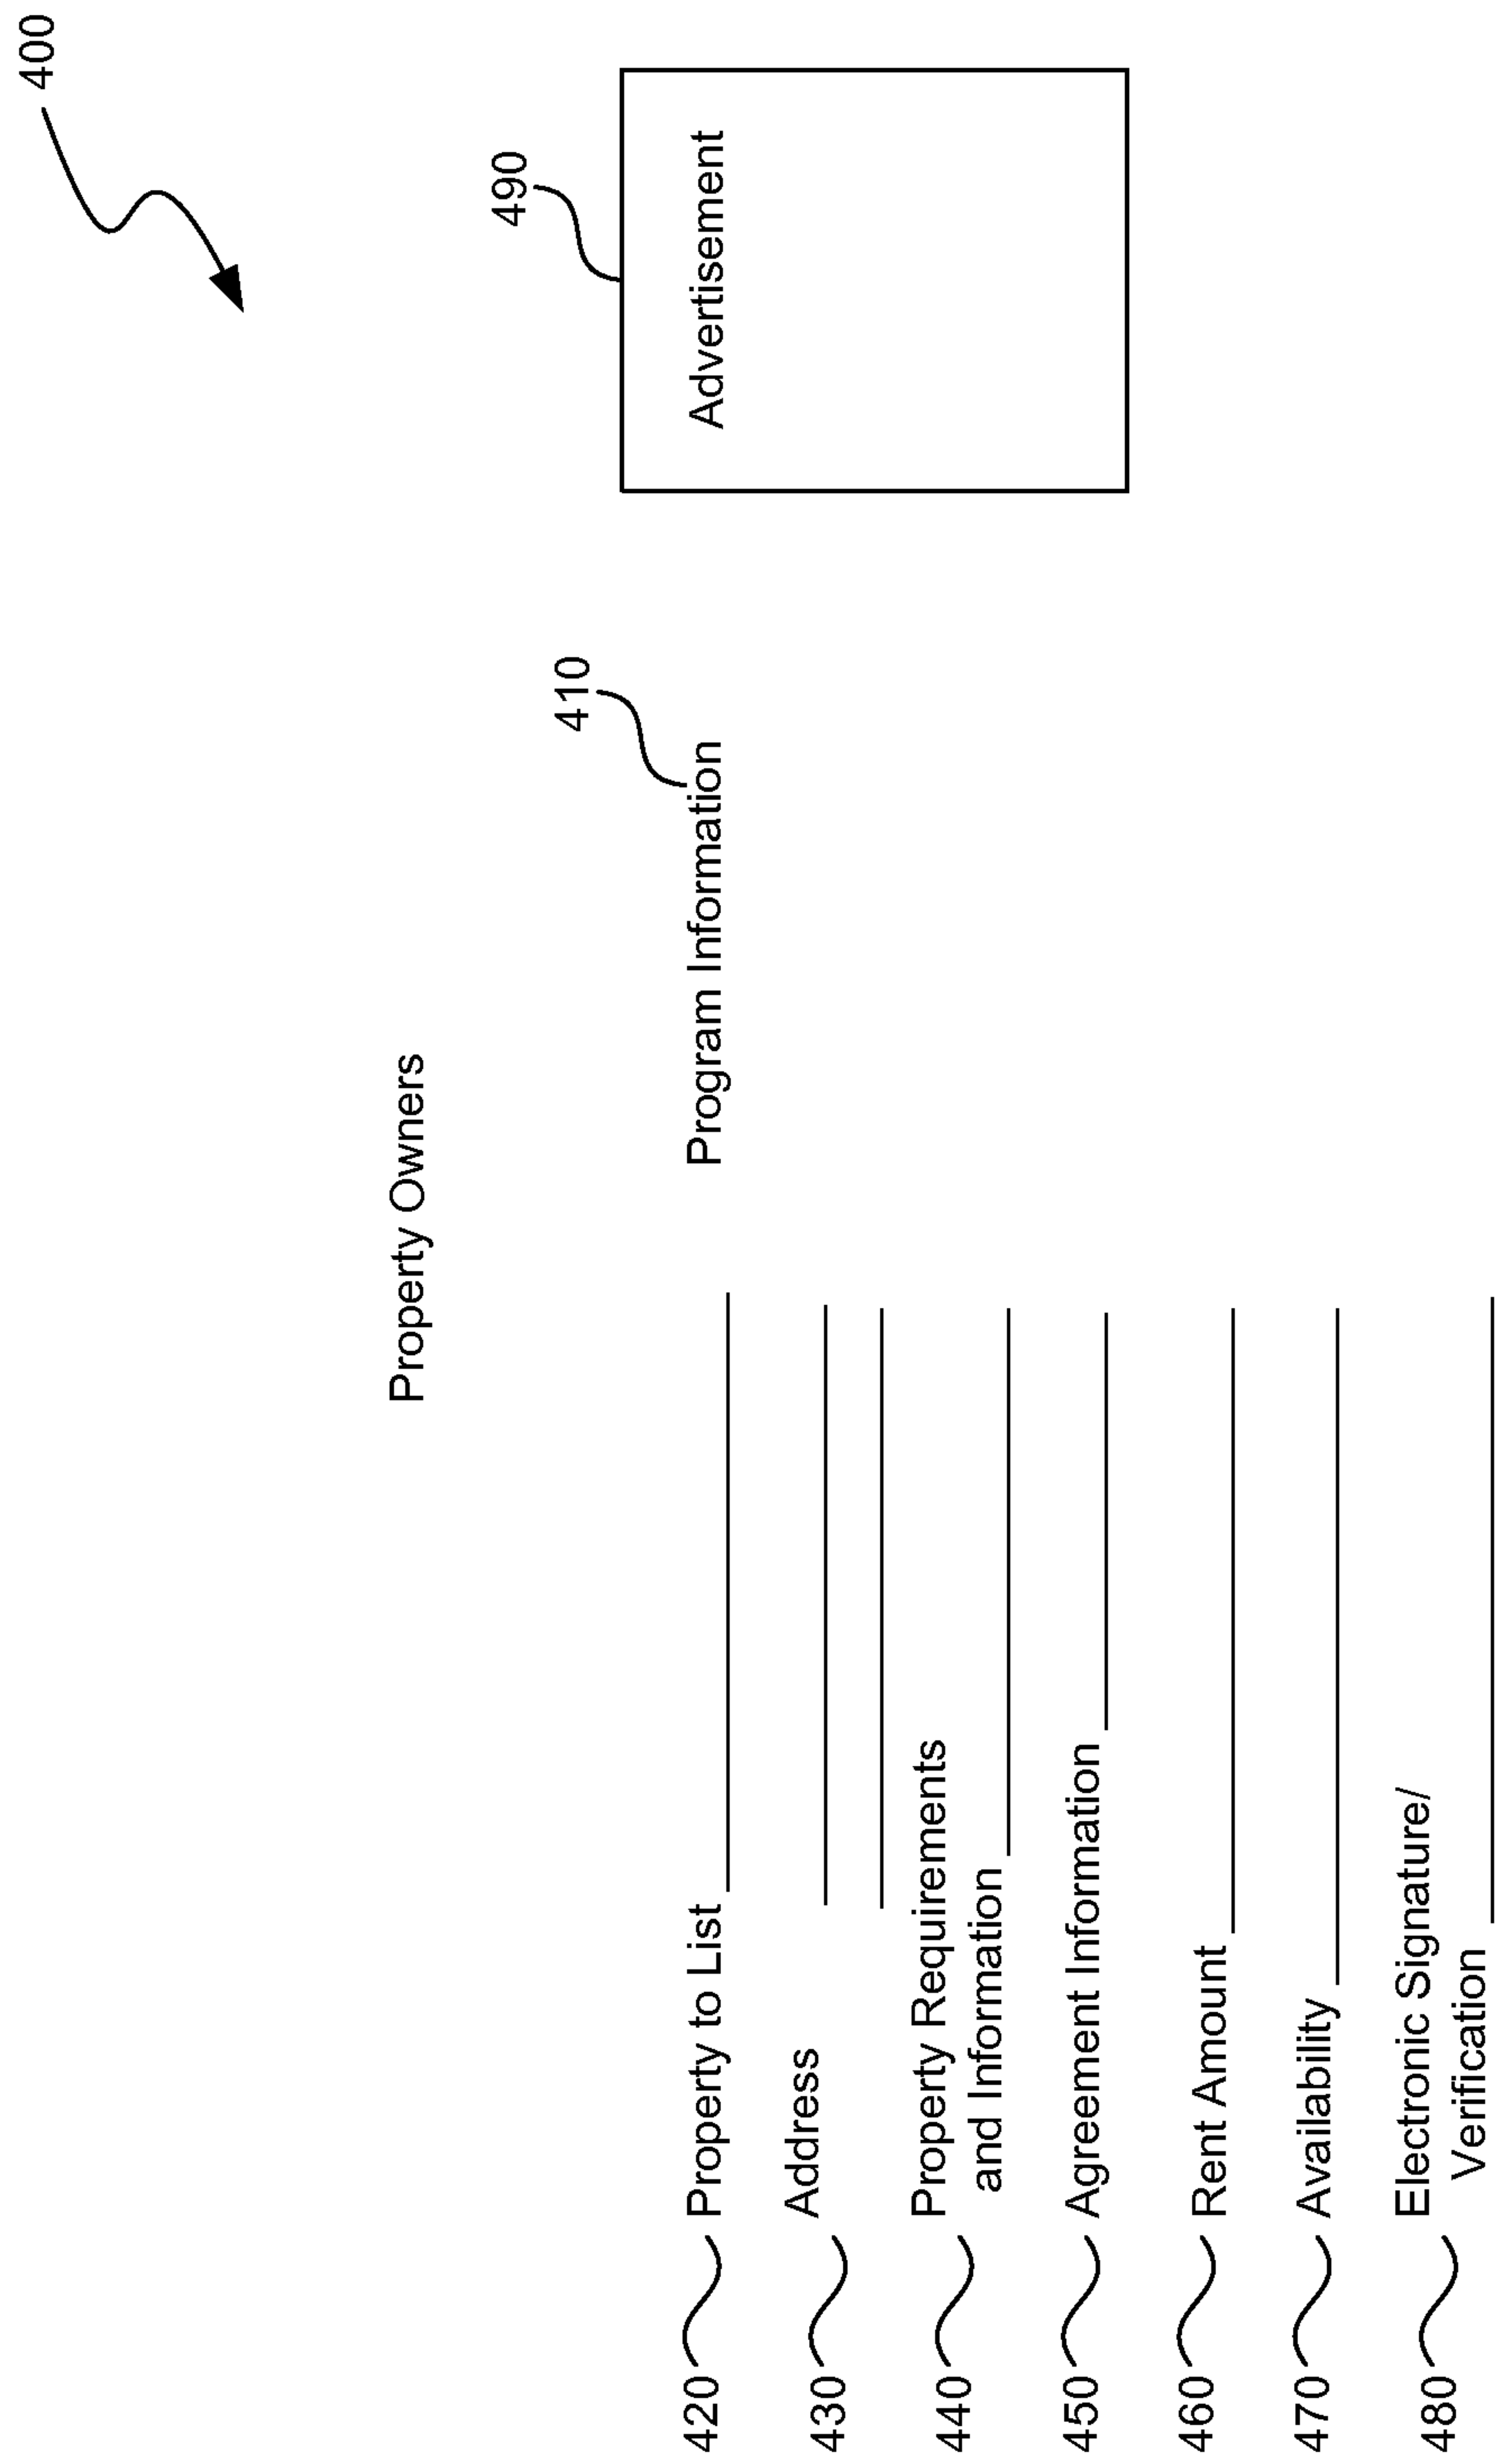 400
Property Owners
490
410
420 Property to List Program Information Advertisement
430 Address
440 Property Requirements
and Information
450 Agreement Information
460 Rent Amount
470 Availability
480 Electronic Signature/
Verification